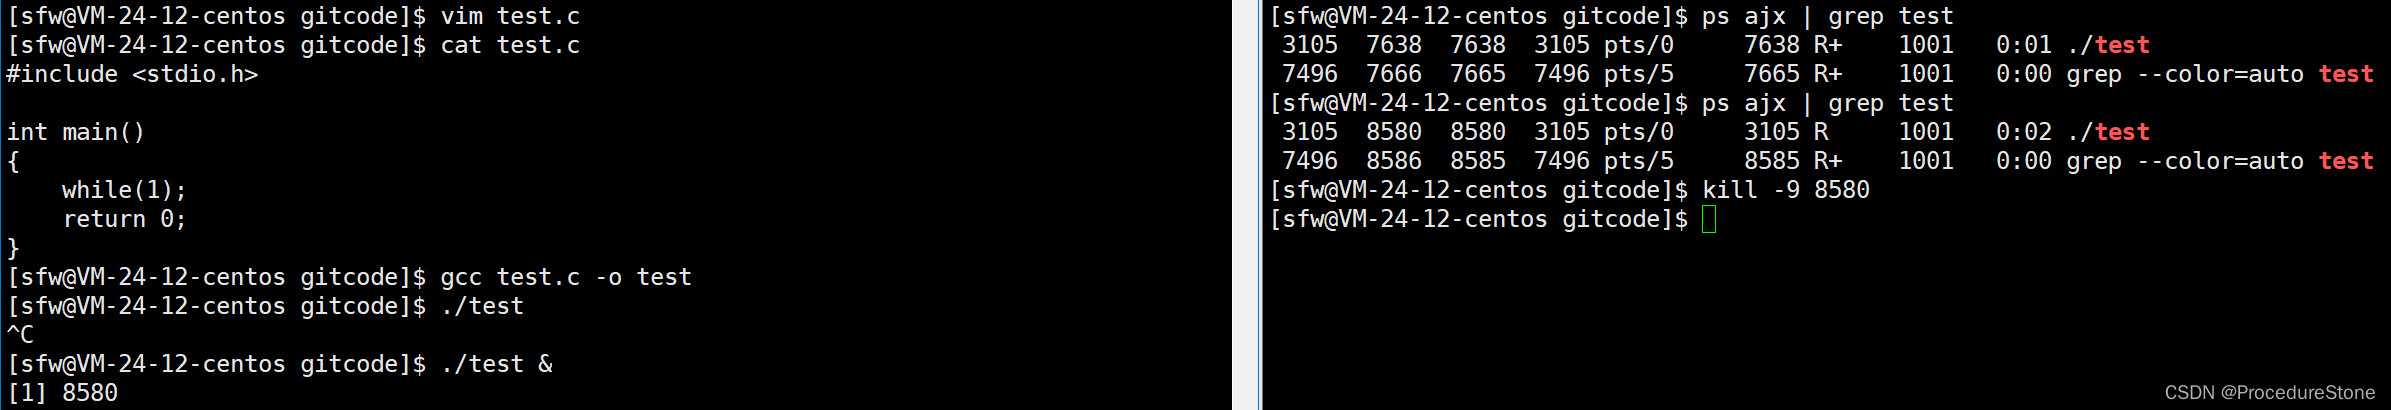 [sfw@VM-24-12-centos gitcode]$ vim test.c
[sfw@VM-24-12-centos gitcode]$ cat test.c
#include <stdio.h>

int main()
{
    while(1);
    return 0;
}
[sfw@VM-24-12-centos gitcode]$ gcc test.c -o test
[sfw@VM-24-12-centos gitcode]$ ./test
^C
[sfw@VM-24-12-centos gitcode]$ ./test &
[1] 8580
[sfw@VM-24-12-centos gitcode]$ ps ajx | grep test
 3105  7638  7638  3105 pts/0     7638 R+    1001   0:01 ./test
 7496  7666  7665  7496 pts/5     7665 R+    1001   0:00 grep --color=auto test
[sfw@VM-24-12-centos gitcode]$ ps ajx | grep test
 3105  8580  8580  3105 pts/0     3105 R     1001   0:02 ./test
 7496  8586  8585  7496 pts/5     8585 R+    1001   0:00 grep --color=auto test
[sfw@VM-24-12-centos gitcode]$ kill -9 8580
[sfw@VM-24-12-centos gitcode]$
CSDN @ProcedureStone